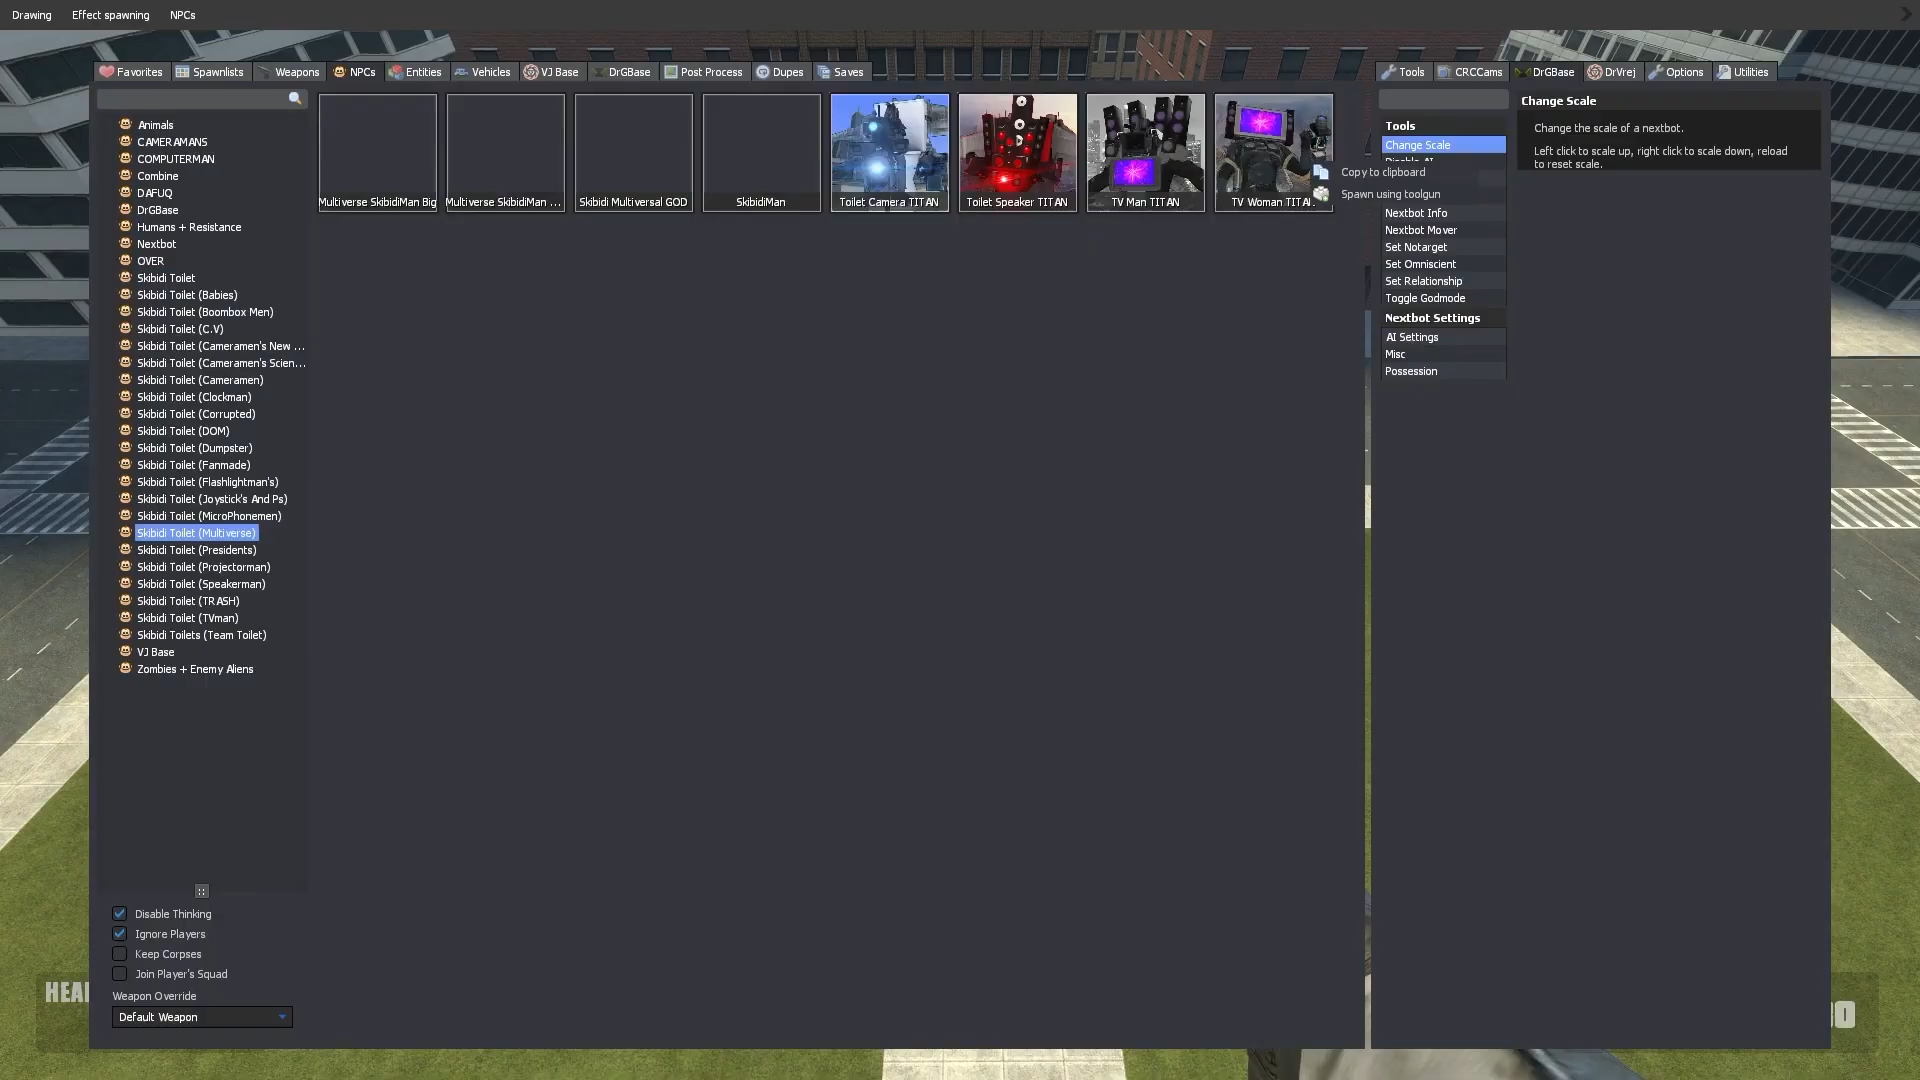 Drawing Effect spawning NPCs
Favorites Spawnlists Weapons NPCs Entities Vehicles VJ Base DrGBase Post Process Dupes Saves
Tools CRCCams DrGBase DrVrej Options Utilities
Animals
CAMERAMANS
COMPUTERMAN
Combine
DAFUQ
DrGBase
Humans + Resistance
Nextbot
OVER
Skibidi Toilet
Skibidi Toilet (Babies)
Skibidi Toilet (Boombox Men)
Skibidi Toilet (C.V)
Skibidi Toilet (Cameramen's New ...
Skibidi Toilet (Cameramen's Scien...
Skibidi Toilet (Cameramen)
Skibidi Toilet (Clockman)
Skibidi Toilet (Corrupted)
Skibidi Toilet (DOM)
Skibidi Toilet (Dumpster)
Skibidi Toilet (Fanmade)
Skibidi Toilet (Flashlightman's)
Skibidi Toilet (Joystick's And Ps)
Skibidi Toilet (MicroPhonemen)
Skibidi Toilet (Multiverse)
Skibidi Toilet (Presidents)
Skibidi Toilet (Projectorman)
Skibidi Toilet (Speakerman)
Skibidi Toilet (TRASH)
Skibidi Toilet (TVman)
Skibidi Toilets (Team Toilet)
VJ Base
Zombies + Enemy Aliens
Disable Thinking
Ignore Players
Keep Corpses
Join Player's Squad
Weapon Override
Default Weapon
Multiverse SkibidiMan Big
Multiverse SkibidiMan ...
Skibidi Multiversal GOD
SkibidiMan
Toilet Camera TITAN
Toilet Speaker TITAN
TV Man TITAN
TV Woman TITA
Copy to clipboard
Spawn using toolgun
Tools
Change Scale
Disable AI
Nextbot Info
Nextbot Mover
Set Notarget
Set Omniscient
Set Relationship
Toggle Godmode
Nextbot Settings
AI Settings
Misc
Possession
Change Scale
Change the scale of a nextbot.
Left click to scale up, right click to scale down, reload
to reset scale.
HEA